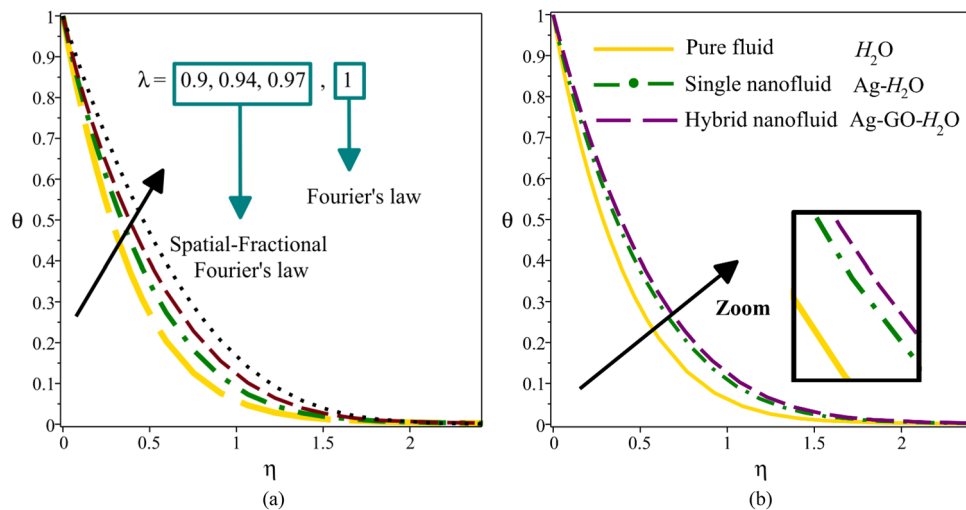 1
0.9
0.8
0.7
0.6
0.5
0.4
0.3
0.2
0.1
0
θ
λ = 0.9, 0.94, 0.97 , 1
Fourier's law
Spatial-Fractional
Fourier's law
0 0.5 1 1.5 2
η
(a)
1
0.9
0.8
0.7
0.6
0.5
0.4
0.3
0.2
0.1
0
θ
Pure fluid H₂O
Single nanofluid Ag-H₂O
Hybrid nanofluid Ag-GO-H₂O
Zoom
0 0.5 1 1.5 2
η
(b)